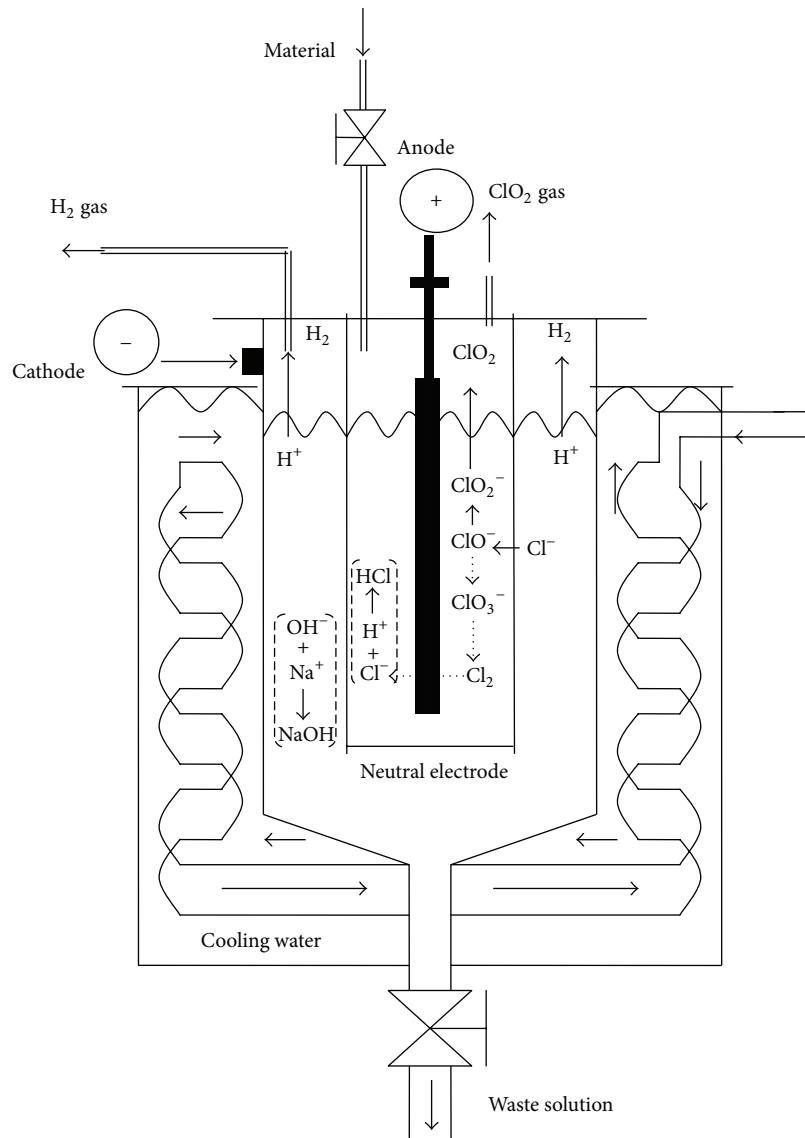 Material
Anode
+
ClO₂ gas
H₂ gas
−
Cathode
H₂
H₂
ClO₂
H⁺
H⁺
ClO₂⁻
ClO⁻
Cl⁻
HCl
ClO₃⁻
H⁺
+
Cl⁻
Cl₂
OH⁻
+
Na⁺
NaOH
Neutral electrode
Cooling water
Waste solution